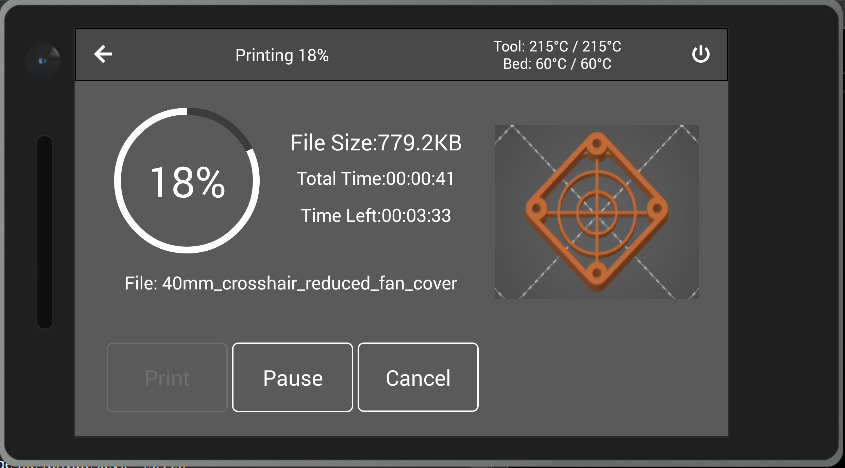 Printing 18%
Tool: 215°C / 215°C
Bed: 60°C / 60°C
18%
File Size:779.2KB
Total Time:00:00:41
Time Left:00:03:33
File: 40mm_crosshair_reduced_fan_cover
Print
Pause
Cancel